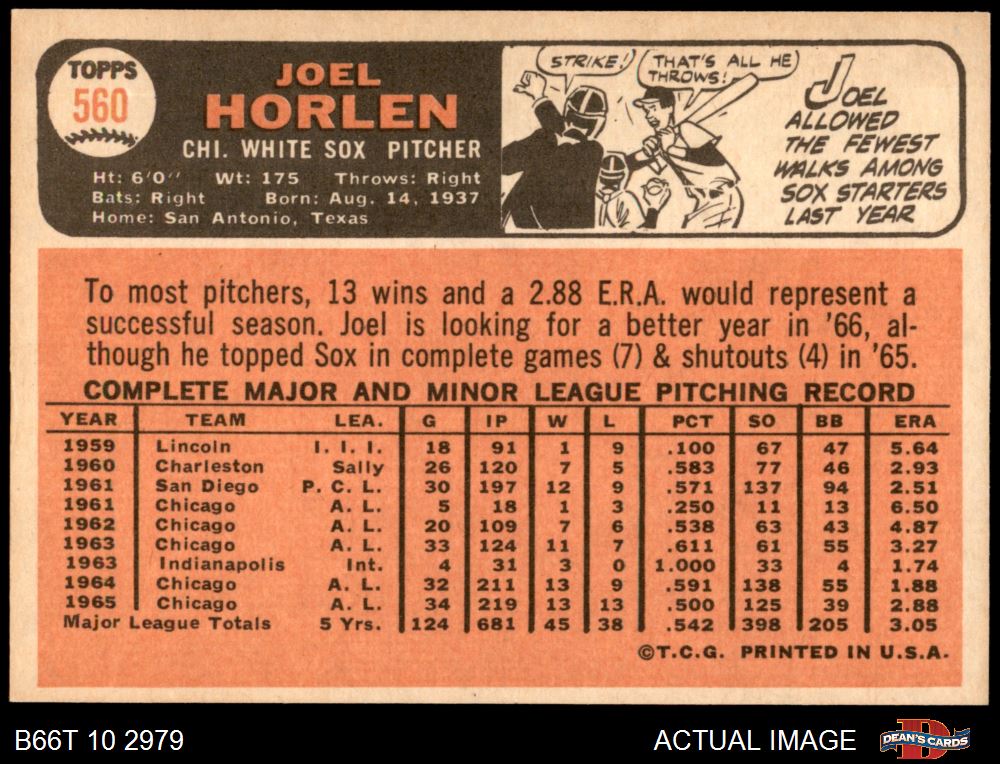 TOPPS
560
JOEL
HORLEN
CHI. WHITE SOX PITCHER
Ht: 6'0'' Wt: 175 Throws: Right
Bats: Right Born: Aug. 14, 1937
Home: San Antonio, Texas
STRIKE!
THAT'S ALL HE
THROWS!
JOEL
ALLOWED
THE FEWEST
WALKS AMONG
SOX STARTERS
LAST YEAR
To most pitchers, 13 wins and a 2.88 E.R.A. would represent a
successful season. Joel is looking for a better year in '66, al-
though he topped Sox in complete games (7) & shutouts (4) in '65.
COMPLETE MAJOR AND MINOR LEAGUE PITCHING RECORD
YEAR TEAM LEA. G IP W L PCT SO BB ERA
1959 Lincoln I. I. I. 18 91 1 9 .100 67 47 5.64
1960 Charleston Sally 26 120 7 5 .583 77 46 2.93
1961 San Diego P. C. L. 30 197 12 9 .571 137 94 2.51
1961 Chicago A. L. 5 18 1 3 .250 11 13 6.50
1962 Chicago A. L. 20 109 7 6 .538 63 43 4.87
1963 Chicago A. L. 33 124 11 7 .611 61 55 3.27
1963 Indianapolis Int. 4 31 3 0 1.000 33 4 1.74
1964 Chicago A. L. 32 211 13 9 .591 138 55 1.88
1965 Chicago A. L. 34 219 13 13 .500 125 39 2.88
Major League Totals 5 Yrs. 124 681 45 38 .542 398 205 3.05
©T.C.G. PRINTED IN U.S.A.
B66T 10 2979
ACTUAL IMAGE
D
DEAN'S CARDS